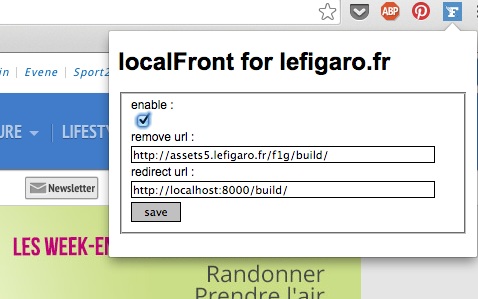 ABP
localFront for lefigaro.fr
in | Evene | Sport2
enable :
remove url :
http://assets5.lefigaro.fr/f1g/build/
redirect url :
http://localhost:8000/build/
save
URE
LIFESTY
Newsletter
LES WEEK-EN
Randonner
Prendre l'air